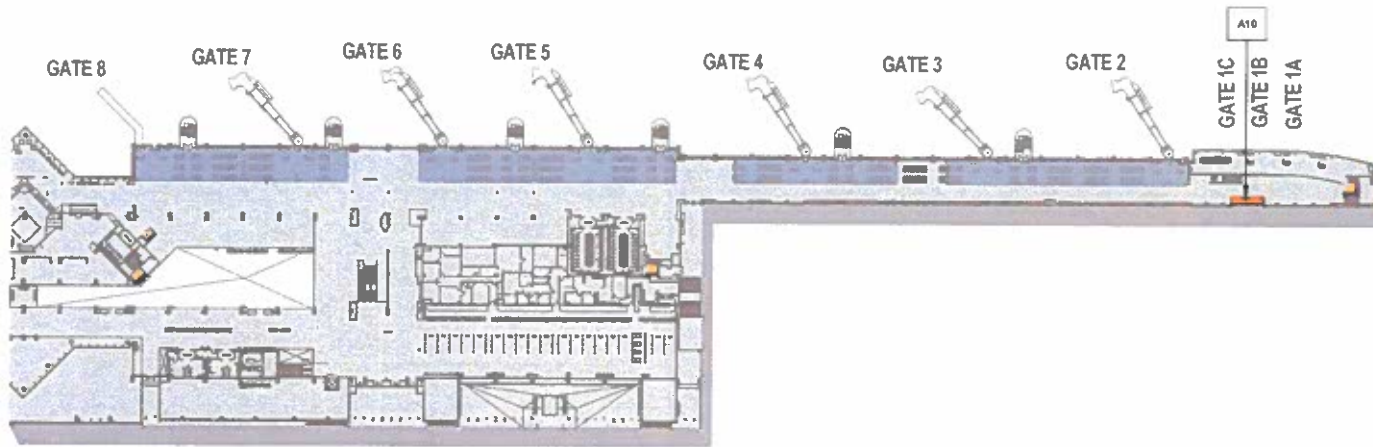 A10
GATE 8
GATE 7
GATE 6
GATE 5
GATE 4
GATE 3
GATE 2
GATE 1C
GATE 1B
GATE 1A